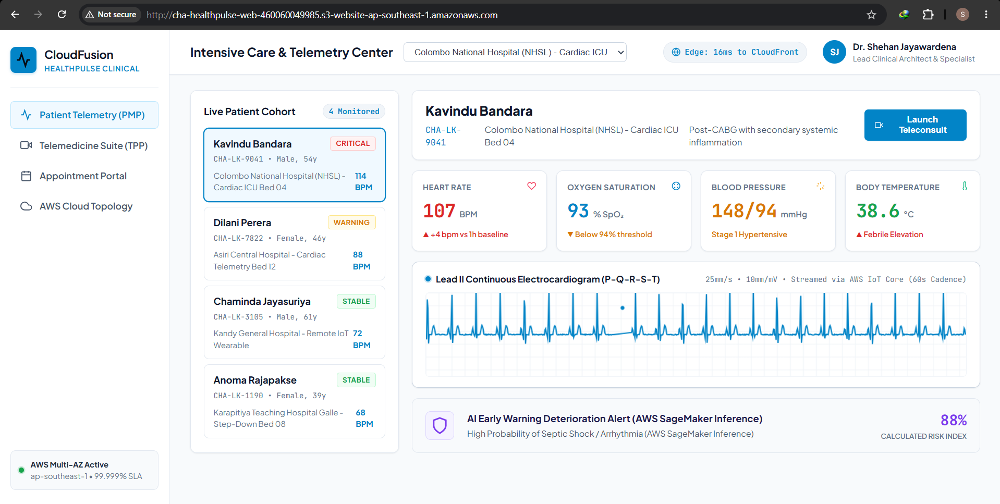 Not secure
http://cha-healthpulse-web-460060049985.s3-website-ap-southeast-1.amazonaws.com
S
CloudFusion
HEALTHPULSE CLINICAL
Patient Telemetry (PMP)
Telemedicine Suite (TPP)
Appointment Portal
AWS Cloud Topology
AWS Multi-AZ Active
ap-southeast-1 • 99.999% SLA
Intensive Care & Telemetry Center
Colombo National Hospital (NHSL) - Cardiac ICU
Edge: 16ms to CloudFront
SJ
Dr. Shehan Jayawardena
Lead Clinical Architect & Specialist
Live Patient Cohort
4 Monitored
Kavindu Bandara
CRITICAL
CHA-LK-9041 • Male, 54y
Colombo National Hospital (NHSL) -
Cardiac ICU Bed 04
114
BPM
Dilani Perera
WARNING
CHA-LK-7822 • Female, 46y
Asiri Central Hospital - Cardiac
Telemetry Bed 12
88
BPM
Chaminda Jayasuriya
STABLE
CHA-LK-3105 • Male, 61y
Kandy General Hospital - Remote IoT
Wearable
72
BPM
Anoma Rajapakse
STABLE
CHA-LK-1190 • Female, 39y
Karapitiya Teaching Hospital Galle -
Step-Down Bed 08
68
BPM
Kavindu Bandara
CHA-LK-
9041
Colombo National Hospital (NHSL) - Cardiac ICU
Bed 04
Post-CABG with secondary systemic
inflammation
Launch
Teleconsult
HEART RATE
107 BPM
▲ +4 bpm vs 1h baseline
OXYGEN SATURATION
93 % SpO₂
▼ Below 94% threshold
BLOOD PRESSURE
148/94 mmHg
Stage 1 Hypertensive
BODY TEMPERATURE
38.6 °C
▲ Febrile Elevation
Lead II Continuous Electrocardiogram (P-Q-R-S-T)
25mm/s • 10mm/mV • Streamed via AWS IoT Core (60s Cadence)
AI Early Warning Deterioration Alert (AWS SageMaker Inference)
High Probability of Septic Shock / Arrhythmia (AWS SageMaker Inference)
88%
CALCULATED RISK INDEX